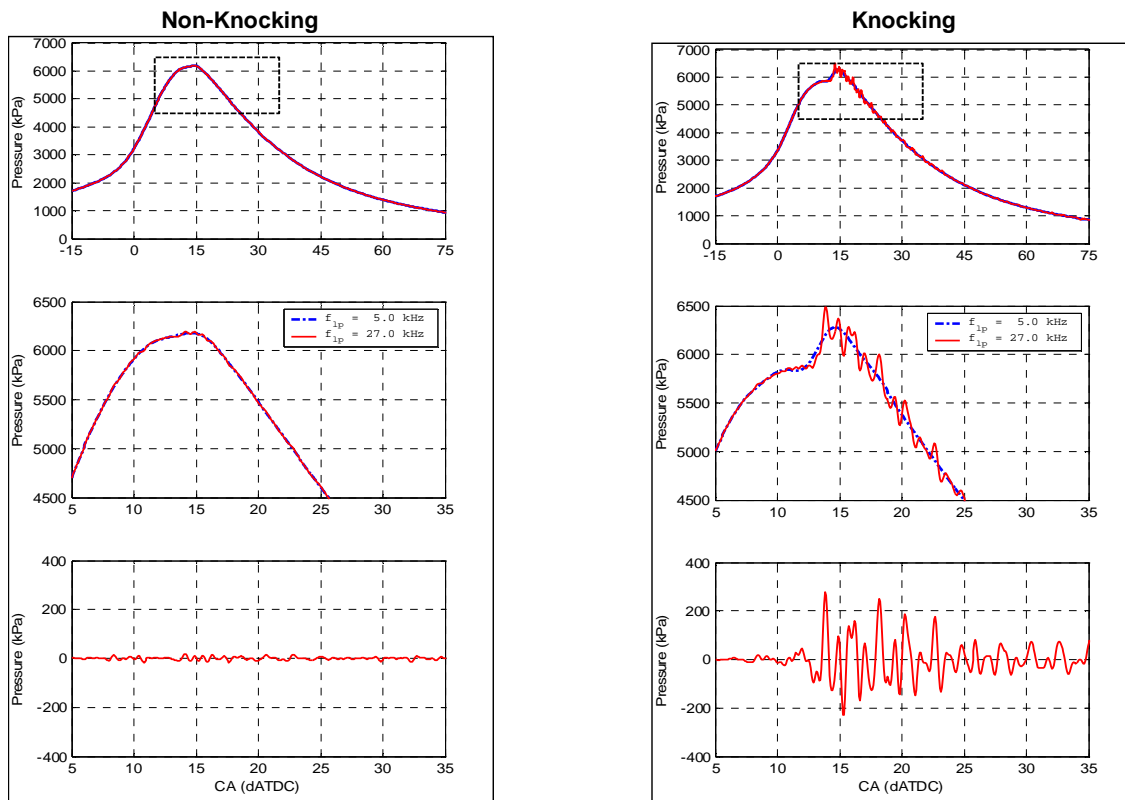 Non-Knocking
7000
6000
5000
4000
3000
2000
1000
0
Pressure (kPa)
-15 0 15 30 45 60 75
6500
6000
5500
5000
4500
Pressure (kPa)
f_lp = 5.0 kHz
f_lp = 27.0 kHz
5 10 15 20 25 30 35
400
200
0
-200
-400
Pressure (kPa)
5 10 15 20 25 30 35
CA (dATDC)
Knocking
7000
6000
5000
4000
3000
2000
1000
0
Pressure (kPa)
-15 0 15 30 45 60 75
6500
6000
5500
5000
4500
Pressure (kPa)
f_lp = 5.0 kHz
f_lp = 27.0 kHz
5 10 15 20 25 30 35
400
200
0
-200
-400
Pressure (kPa)
5 10 15 20 25 30 35
CA (dATDC)